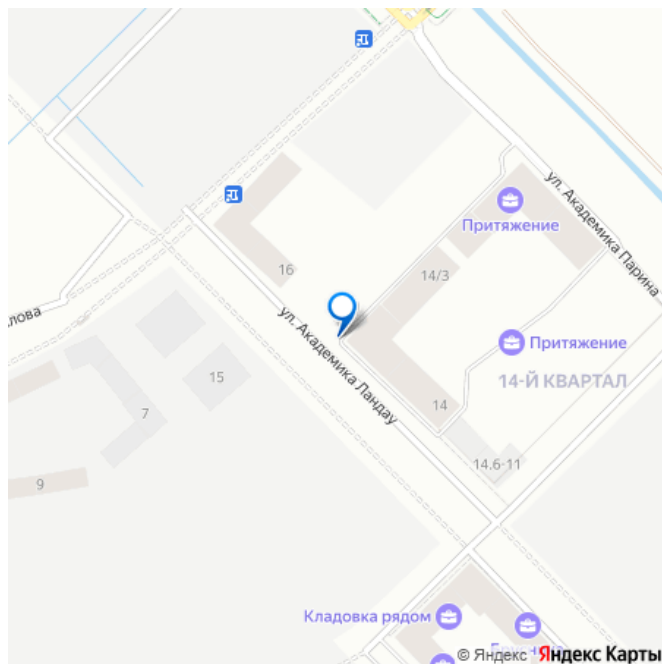 ул. Академика Парина
Притяжение
14/3
16
ул. Академика Ландау
лова
Притяжение
15
14-Й КВАРТАЛ
14
7
14.6-11
9
Кладовка рядом
© Яндекс Яндекс Карты